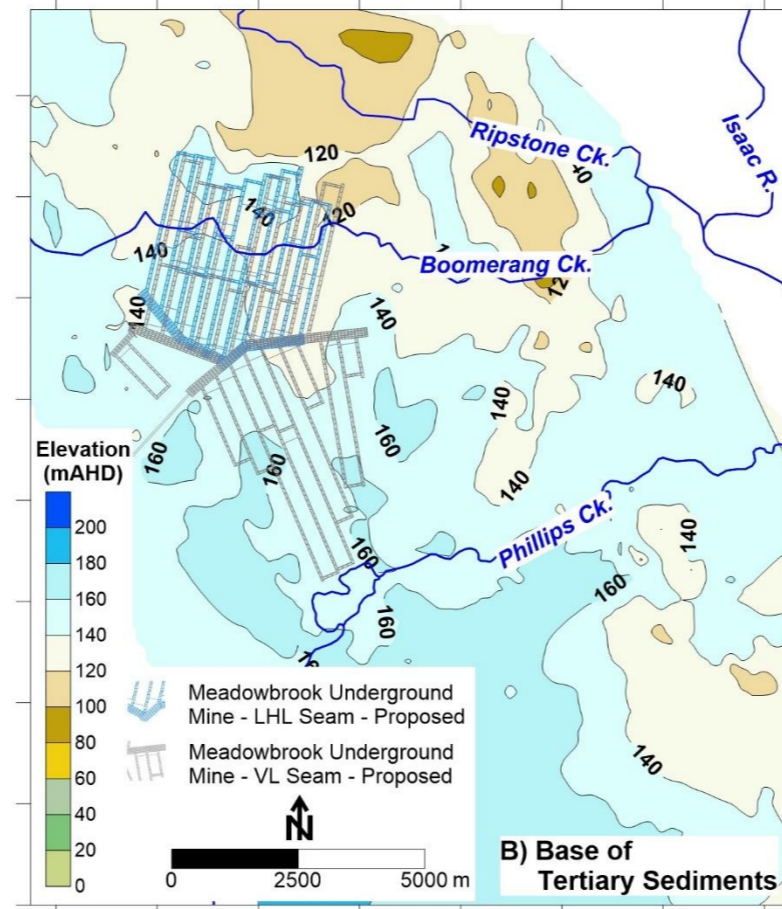 120
Ripstone Ck.
Isaac R.
140
120
140
Boomerang Ck.
140
140
140
140
140
160
160
160
140
Phillips Ck.
140
160
160
160
140
Elevation
(mAHD)
200
180
160
140
120
100
80
60
40
20
0
Meadowbrook Underground
Mine - LHL Seam - Proposed
Meadowbrook Underground
Mine - VL Seam - Proposed
N
0 2500 5000 m
B) Base of
Tertiary Sediments